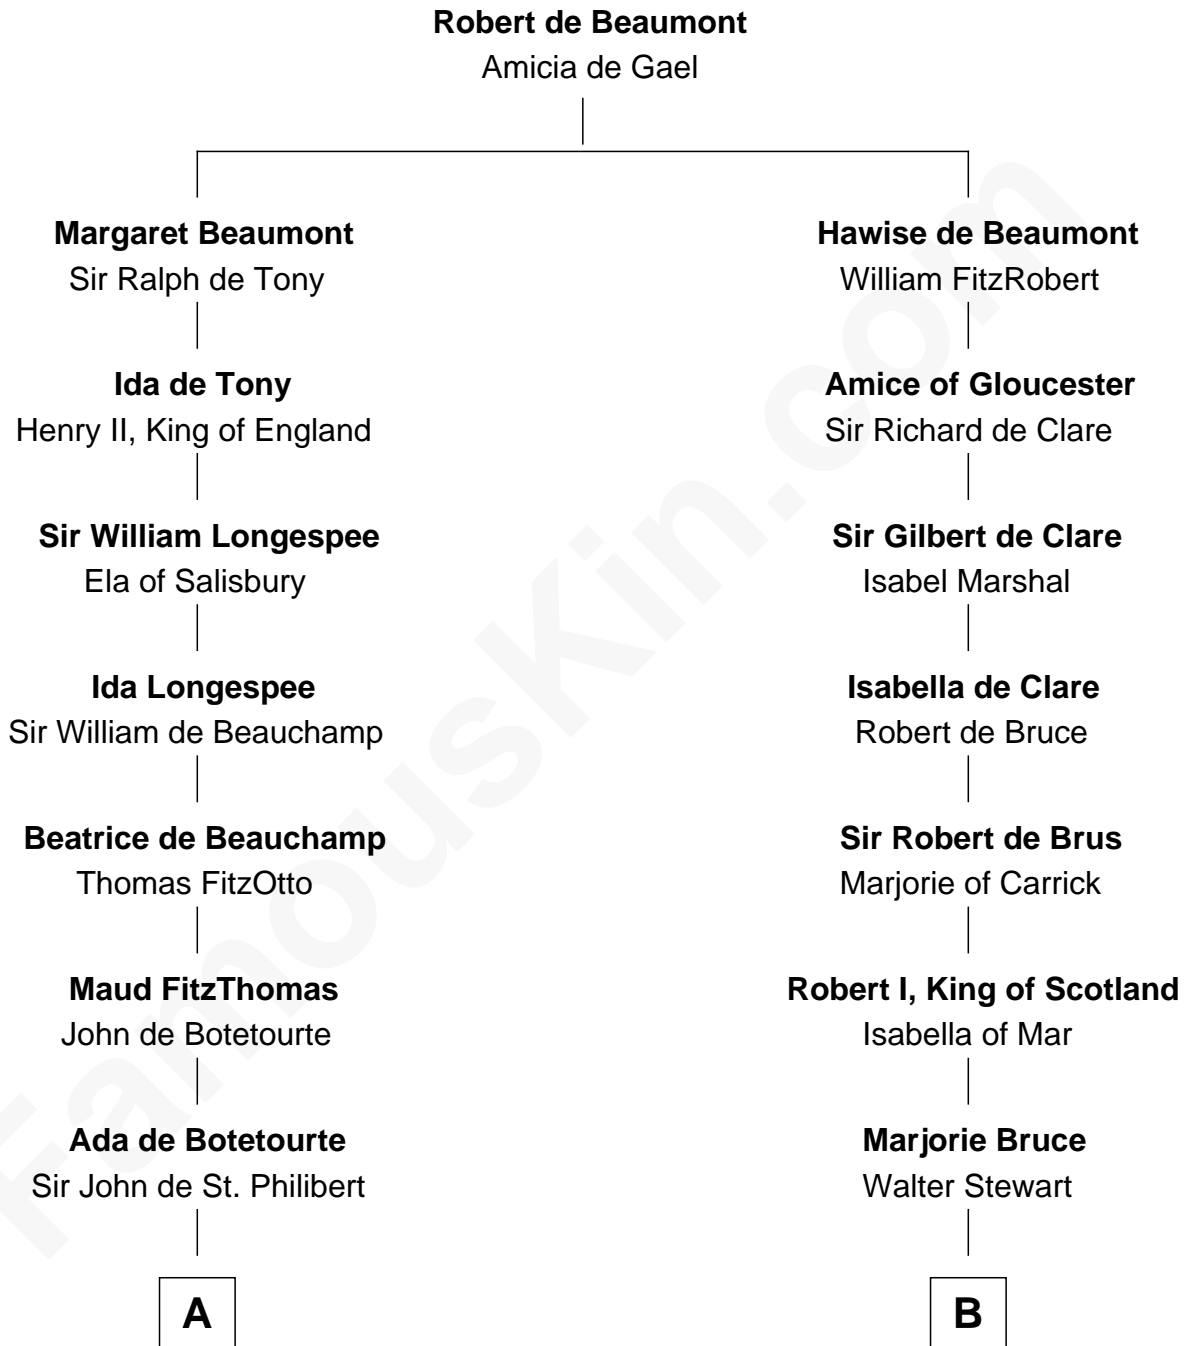 Robert de Beaumont
Amicia de Gael
Margaret Beaumont
Sir Ralph de Tony
Hawise de Beaumont
William FitzRobert
Ida de Tony
Henry II, King of England
Amice of Gloucester
Sir Richard de Clare
Sir William Longespee
Ela of Salisbury
Sir Gilbert de Clare
Isabel Marshal
Ida Longespee
Sir William de Beauchamp
Isabella de Clare
Robert de Bruce
Beatrice de Beauchamp
Thomas FitzOtto
Sir Robert de Brus
Marjorie of Carrick
Maud FitzThomas
John de Botetourte
Robert I, King of Scotland
Isabella of Mar
Ada de Botetourte
Sir John de St. Philibert
Marjorie Bruce
Walter Stewart
A
B
FamousKin.com